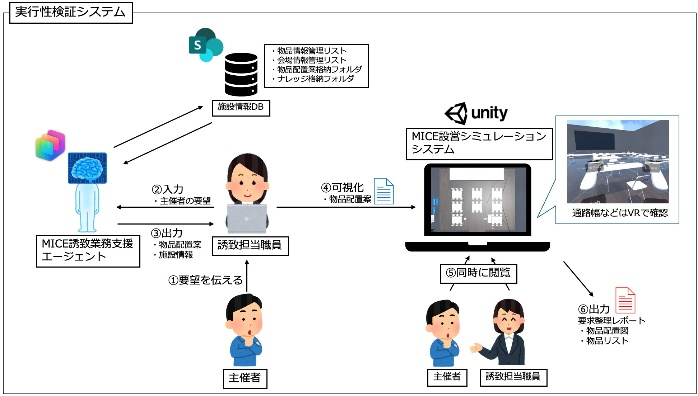 実行性検証システム
・物品情報管理リスト
・会場情報管理リスト
・物品配置案格納フォルダ
・ナレッジ格納フォルダ
S
施設情報DB
unity
MICE設営シミュレーション
システム
②入力
・主催者の要望
④可視化
・物品配置案
通路幅などはVRで確認
MICE誘致業務支援
エージェント
③出力
・物品配置案
・施設情報
誘致担当職員
①要望を伝える
⑤同時に閲覧
⑥出力
要求整理レポート
・物品配置図
・物品リスト
主催者
主催者
誘致担当職員